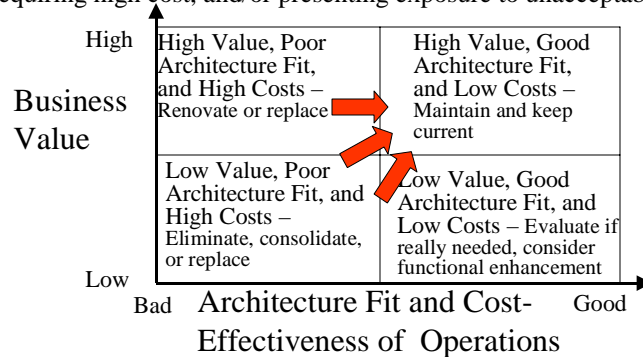 equiring high cost, and/or presenting exposure to unacceptab
High
High Value, Poor
Architecture Fit,
and High Costs –
Renovate or replace
High Value, Good
Architecture Fit,
and Low Costs –
Maintain and keep
current
Business
Value
Low Value, Poor
Architecture Fit, and
High Costs –
Eliminate, consolidate,
or replace
Low Value, Good
Architecture Fit, and
Low Costs – Evaluate if
really needed, consider
functional enhancement
Low
Bad
Architecture Fit and Cost-
Effectiveness of Operations
Good